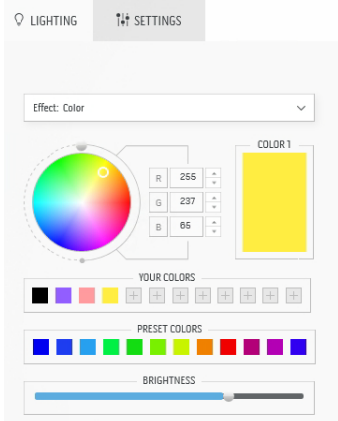 LIGHTING
SETTINGS
Effect: Color
COLOR 1
R 255
G 237
B 65
YOUR COLORS
PRESET COLORS
BRIGHTNESS